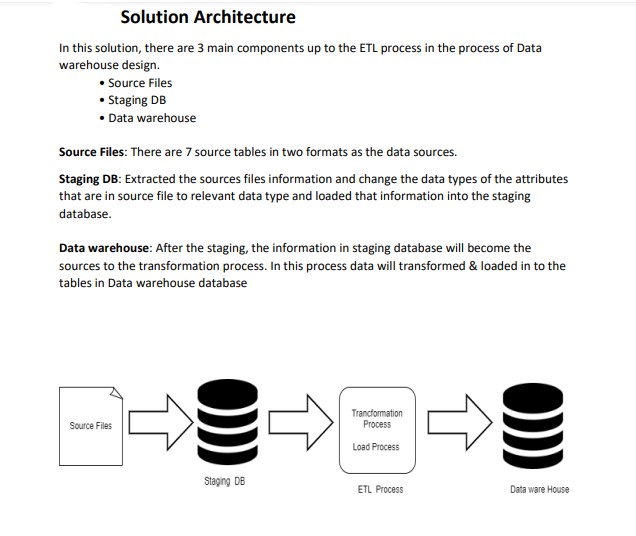 Solution Architecture
In this solution, there are 3 main components up to the ETL process in the process of Data
warehouse design.
• Source Files
• Staging DB
• Data warehouse
Source Files: There are 7 source tables in two formats as the data sources.
Staging DB: Extracted the sources files information and change the data types of the attributes
that are in source file to relevant data type and loaded that information into the staging
database.
Data warehouse: After the staging, the information in staging database will become the
sources to the transformation process. In this process data will transformed & loaded in to the
tables in Data warehouse database
Source Files
Staging DB
Trancformation
Process
Load Process
ETL Process
Data ware House